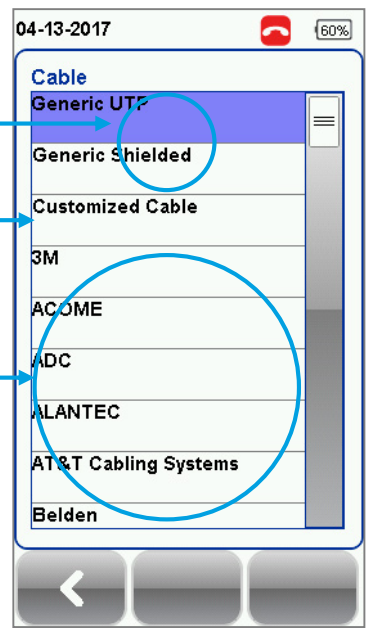 04-13-2017
60%
Cable
Generic UTP
Generic Shielded
Customized Cable
3M
ACOME
ADC
ALANTEC
AT&T Cabling Systems
Belden